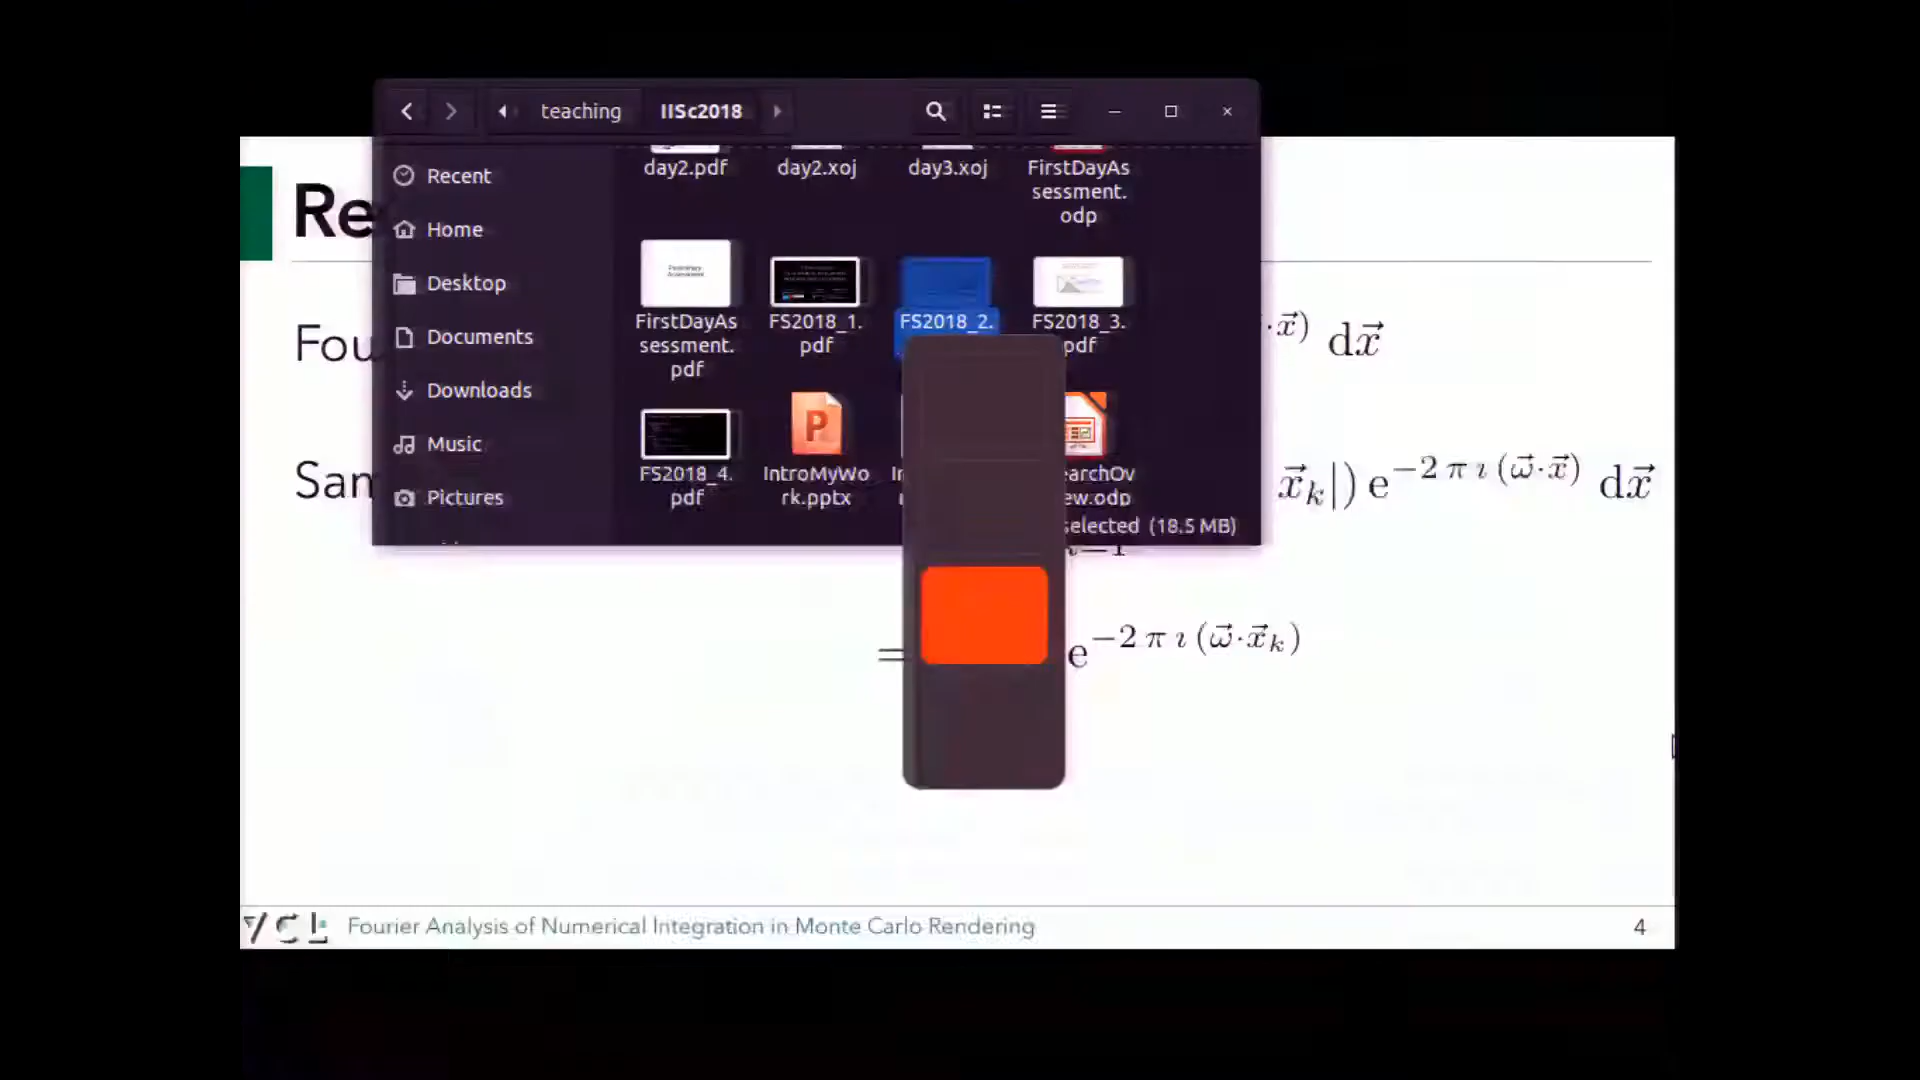 teaching IISc2018
Recent
Home
Desktop
Documents
Downloads
Music
Pictures
day2.pdf day2.xoj day3.xoj FirstDayAs
sessment.
odp
FirstDayAs FS2018_1. FS2018_2. FS2018_3.
sessment. pdf pdf
pdf
FS2018_4. IntroMyWo earchOv
pdf rk.pptx ew.odp
selected (18.5 MB)
Re
Fou ·x⃗) dx⃗
Sam x⃗ₖ|) e^{−2 π ı (ω⃗·x⃗)} dx⃗
= e^{−2 π ı (ω⃗·x⃗ₖ)}
Fourier Analysis of Numerical Integration in Monte Carlo Rendering
4